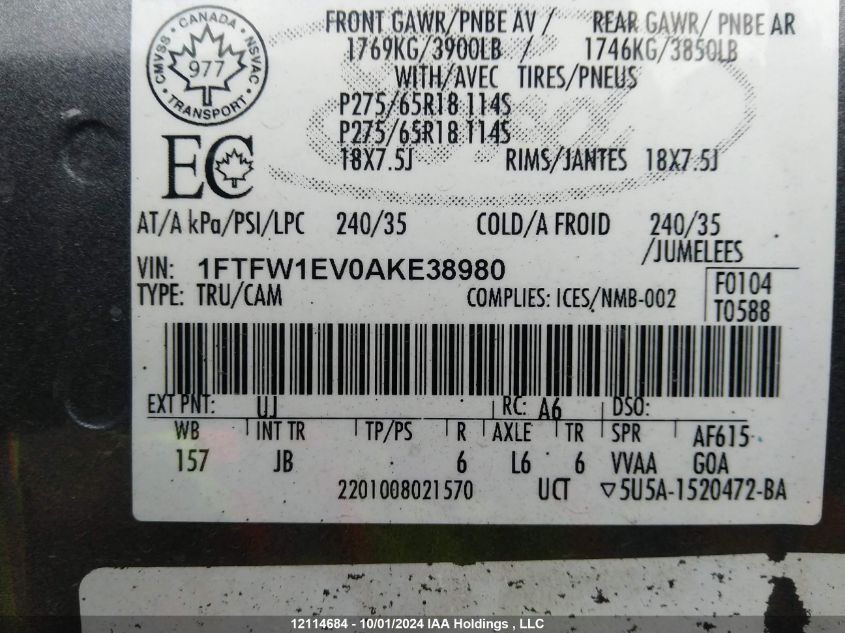 CMVSS • CANADA • NSVAC • TRANSPORT •
977
FRONT GAWR/PNBE AV / REAR GAWR/ PNBE AR
1769KG/3900LB / 1746KG/3850LB
WITH/AVEC TIRES/PNEUS
P275/65R18 114S
P275/65R18 114S
18X7.5J RIMS/JANTES 18X7.5J
EC
AT/A kPa/PSI/LPC 240/35 COLD/A FROID 240/35
/JUMELEES
VIN: 1FTFW1EV0AKE38980
TYPE: TRU/CAM COMPLIES: ICES/NMB-002
F0104
T0588
EXT PNT: UJ RC: A6 DSO:
WB INT TR TP/PS R AXLE TR SPR AF615
157 JB 6 L6 6 VVAA GOA
2201008021570 UCT ▽5U5A-1520472-BA
12114684 - 10/01/2024 IAA Holdings , LLC